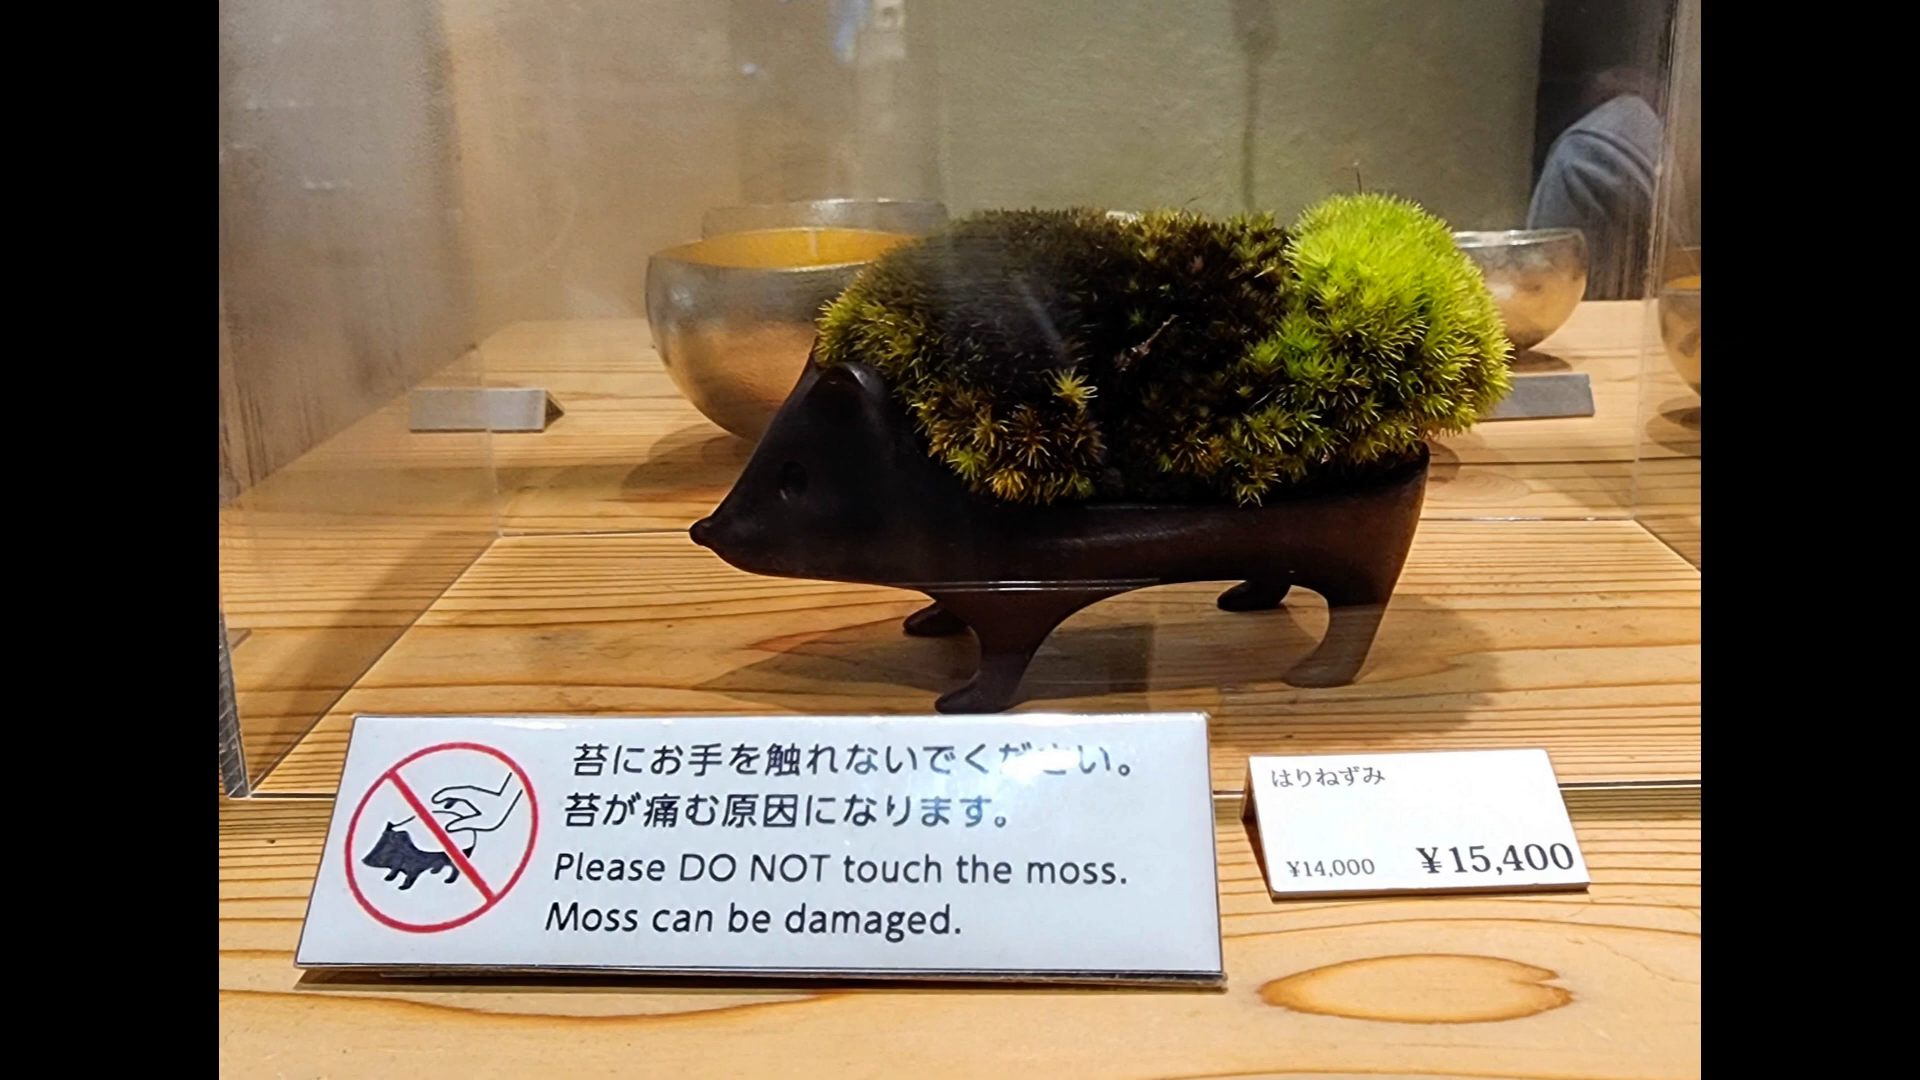 苔にお手を触れないでください。
苔が痛む原因になります。
Please DO NOT touch the moss.
Moss can be damaged.
はりねずみ
¥14,000 ¥15,400